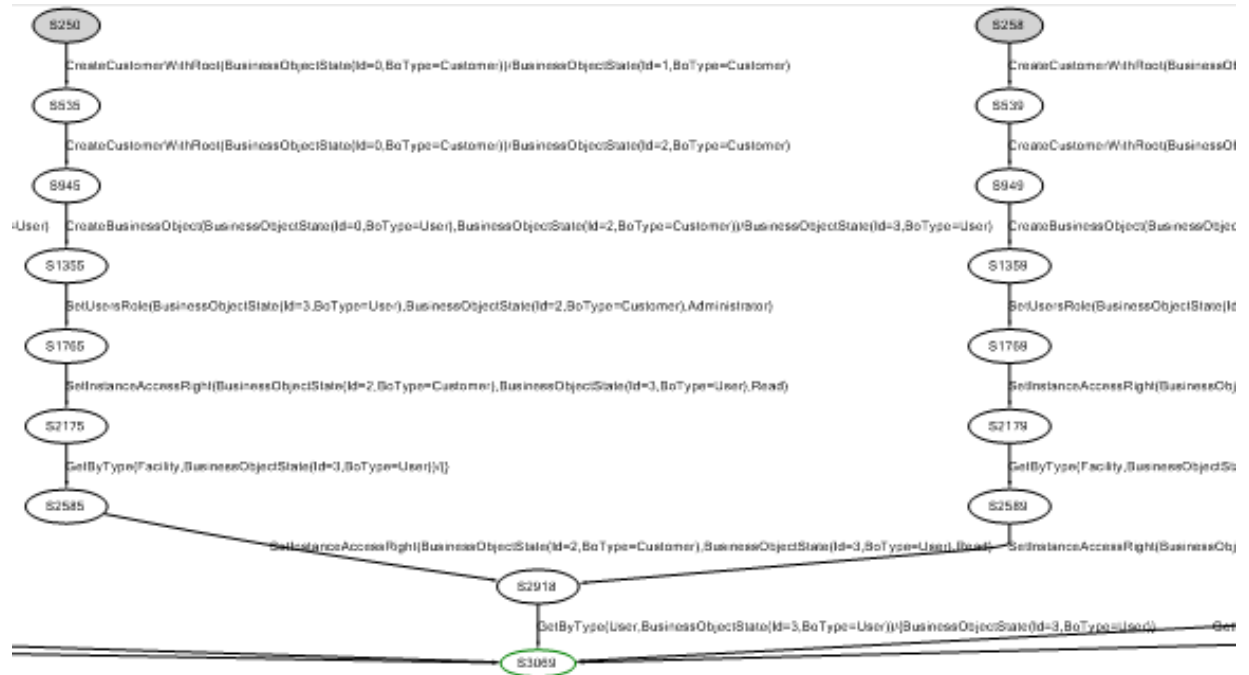 S250 S258
CreateCustomerWithRoot(BusinessObjectState(Id=0,BoType=Customer))/BusinessObjectState(Id=1,BoType=Customer) CreateCustomerWithRoot(BusinessOb
S535 S539
CreateCustomerWithRoot(BusinessObjectState(Id=0,BoType=Customer))/BusinessObjectState(Id=2,BoType=Customer) CreateCustomerWithRoot(BusinessOb
S945 S949
=User) CreateBusinessObject(BusinessObjectState(Id=0,BoType=User),BusinessObjectState(Id=2,BoType=Customer))/BusinessObjectState(Id=3,BoType=User) CreateBusinessObject(BusinessObjec
S1355 S1359
SetUsersRole(BusinessObjectState(Id=3,BoType=User),BusinessObjectState(Id=2,BoType=Customer),Administrator) SetUsersRole(BusinessObjectState(Id
S1765 S1769
SetInstanceAccessRight(BusinessObjectState(Id=2,BoType=Customer),BusinessObjectState(Id=3,BoType=User),Read) SetInstanceAccessRight(BusinessObj
S2175 S2179
GetByType(Facility,BusinessObjectState(Id=3,BoType=User))/[] GetByType(Facility,BusinessObjectSta
S2585 S2589
SetInstanceAccessRight(BusinessObjectState(Id=2,BoType=Customer),BusinessObjectState(Id=3,BoType=User),Read) SetInstanceAccessRight(BusinessObj
S2918
GetByType(User,BusinessObjectState(Id=3,BoType=User))/[BusinessObjectState(Id=3,BoType=User)] Get
S3069